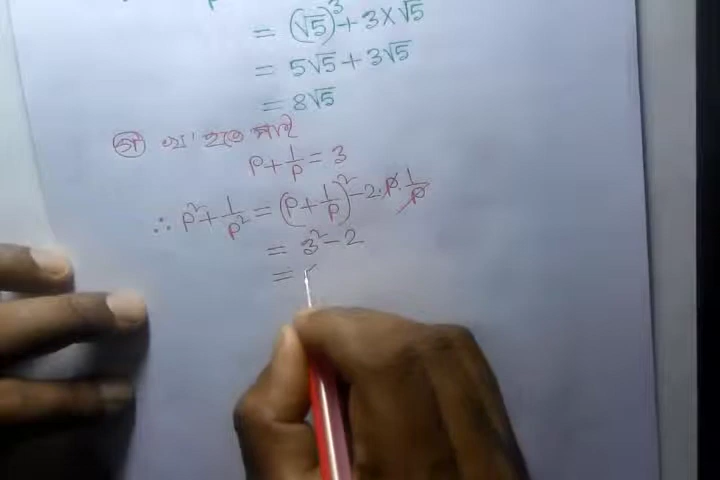 = (√5)³ + 3×√5
= 5√5 + 3√5
= 8√5
গ 'খ' হতে পাই
P + 1/P = 3
∴ P² + 1/P² = (P + 1/P)² - 2·P·1/P
= 3² - 2
=